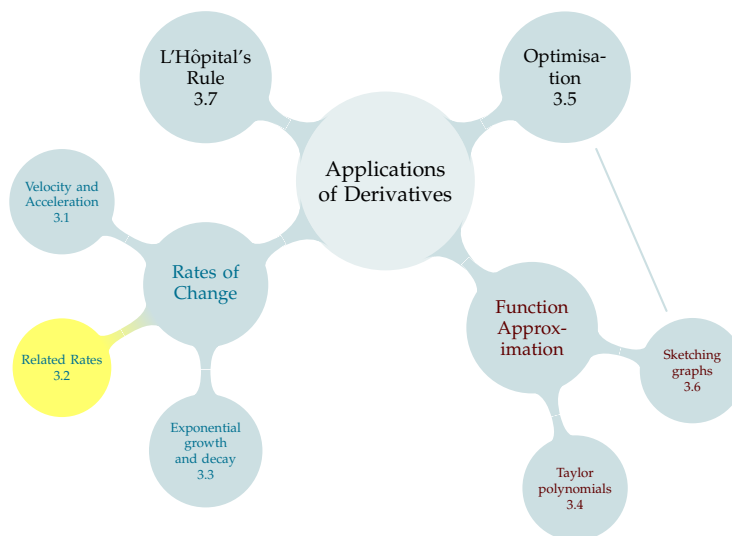 L'Hôpital's
Rule
3.7
Optimisa-
tion
3.5
Applications
of Derivatives
Velocity and
Acceleration
3.1
Rates of
Change
Related Rates
3.2
Exponential
growth
and decay
3.3
Function
Approx-
imation
Sketching
graphs
3.6
Taylor
polynomials
3.4